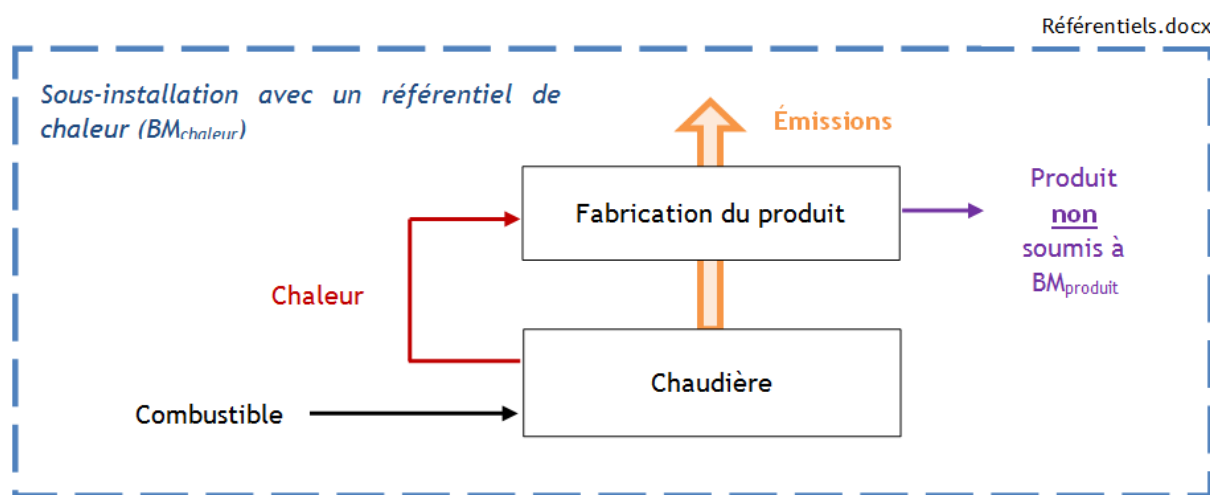 Référentiels.docx
Sous-installation avec un référentiel de
chaleur (BMchaleur)
Émissions
Fabrication du produit
Produit
non
soumis à
BMproduit
Chaleur
Chaudière
Combustible